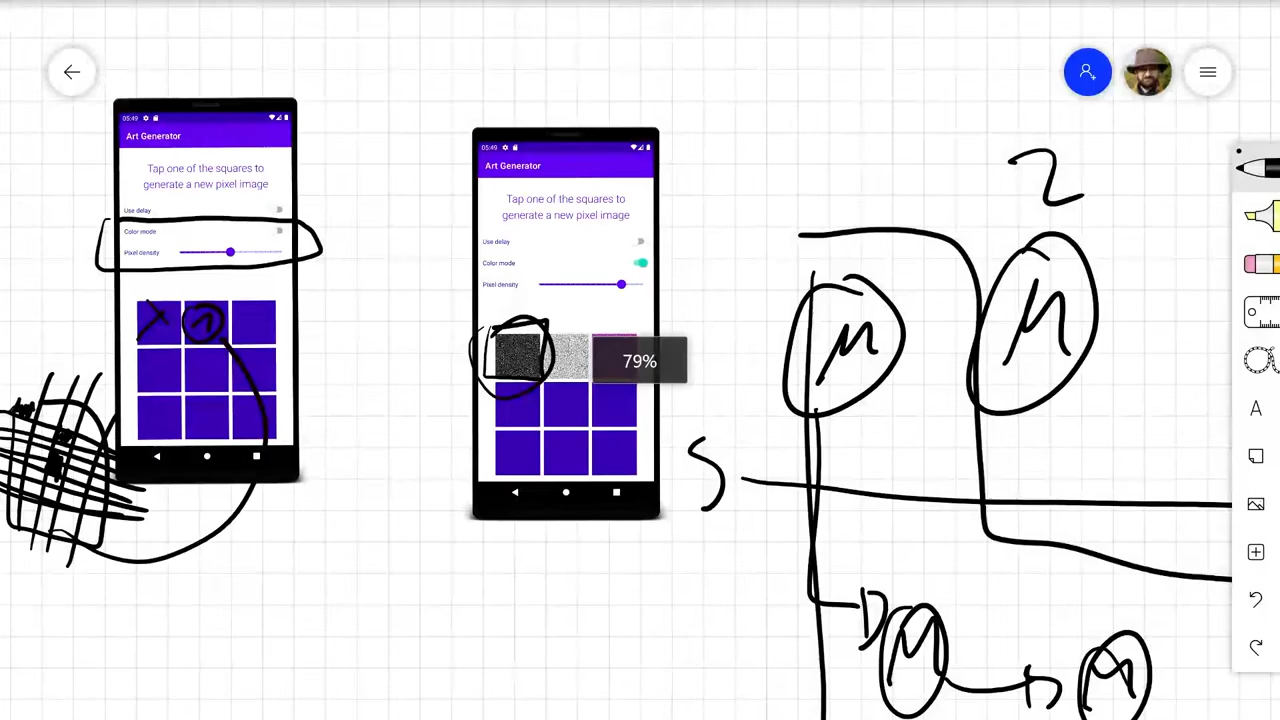 05:49
Art Generator
Tap one of the squares to
generate a new pixel image
Use delay
Color mode
Pixel density
1
05:49
Art Generator
Tap one of the squares to
generate a new pixel image
Use delay
Color mode
Pixel density
79%
2
M
M
S
M
M
A